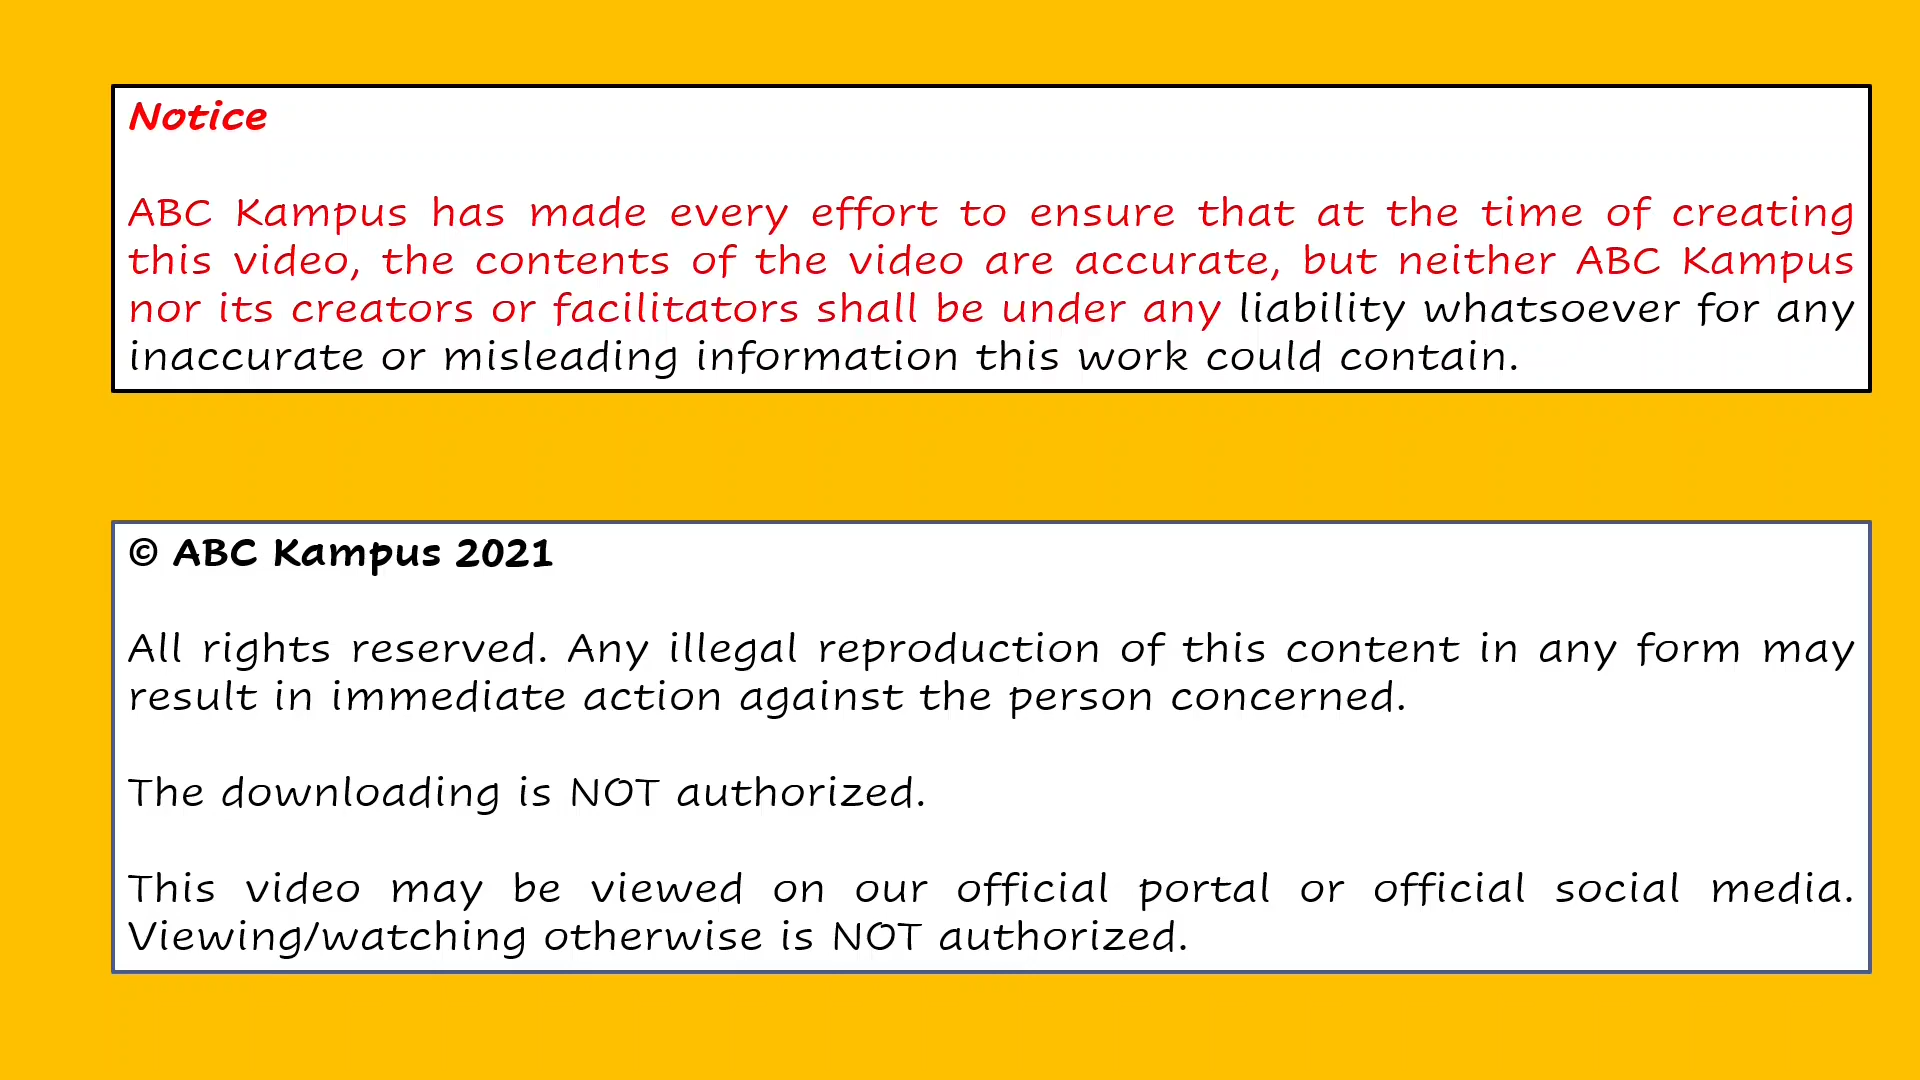 Notice
ABC Kampus has made every effort to ensure that at the time of creating
this video, the contents of the video are accurate, but neither ABC Kampus
nor its creators or facilitators shall be under any liability whatsoever for any
inaccurate or misleading information this work could contain.
© ABC Kampus 2021
All rights reserved. Any illegal reproduction of this content in any form may
result in immediate action against the person concerned.
The downloading is NOT authorized.
This video may be viewed on our official portal or official social media.
Viewing/watching otherwise is NOT authorized.